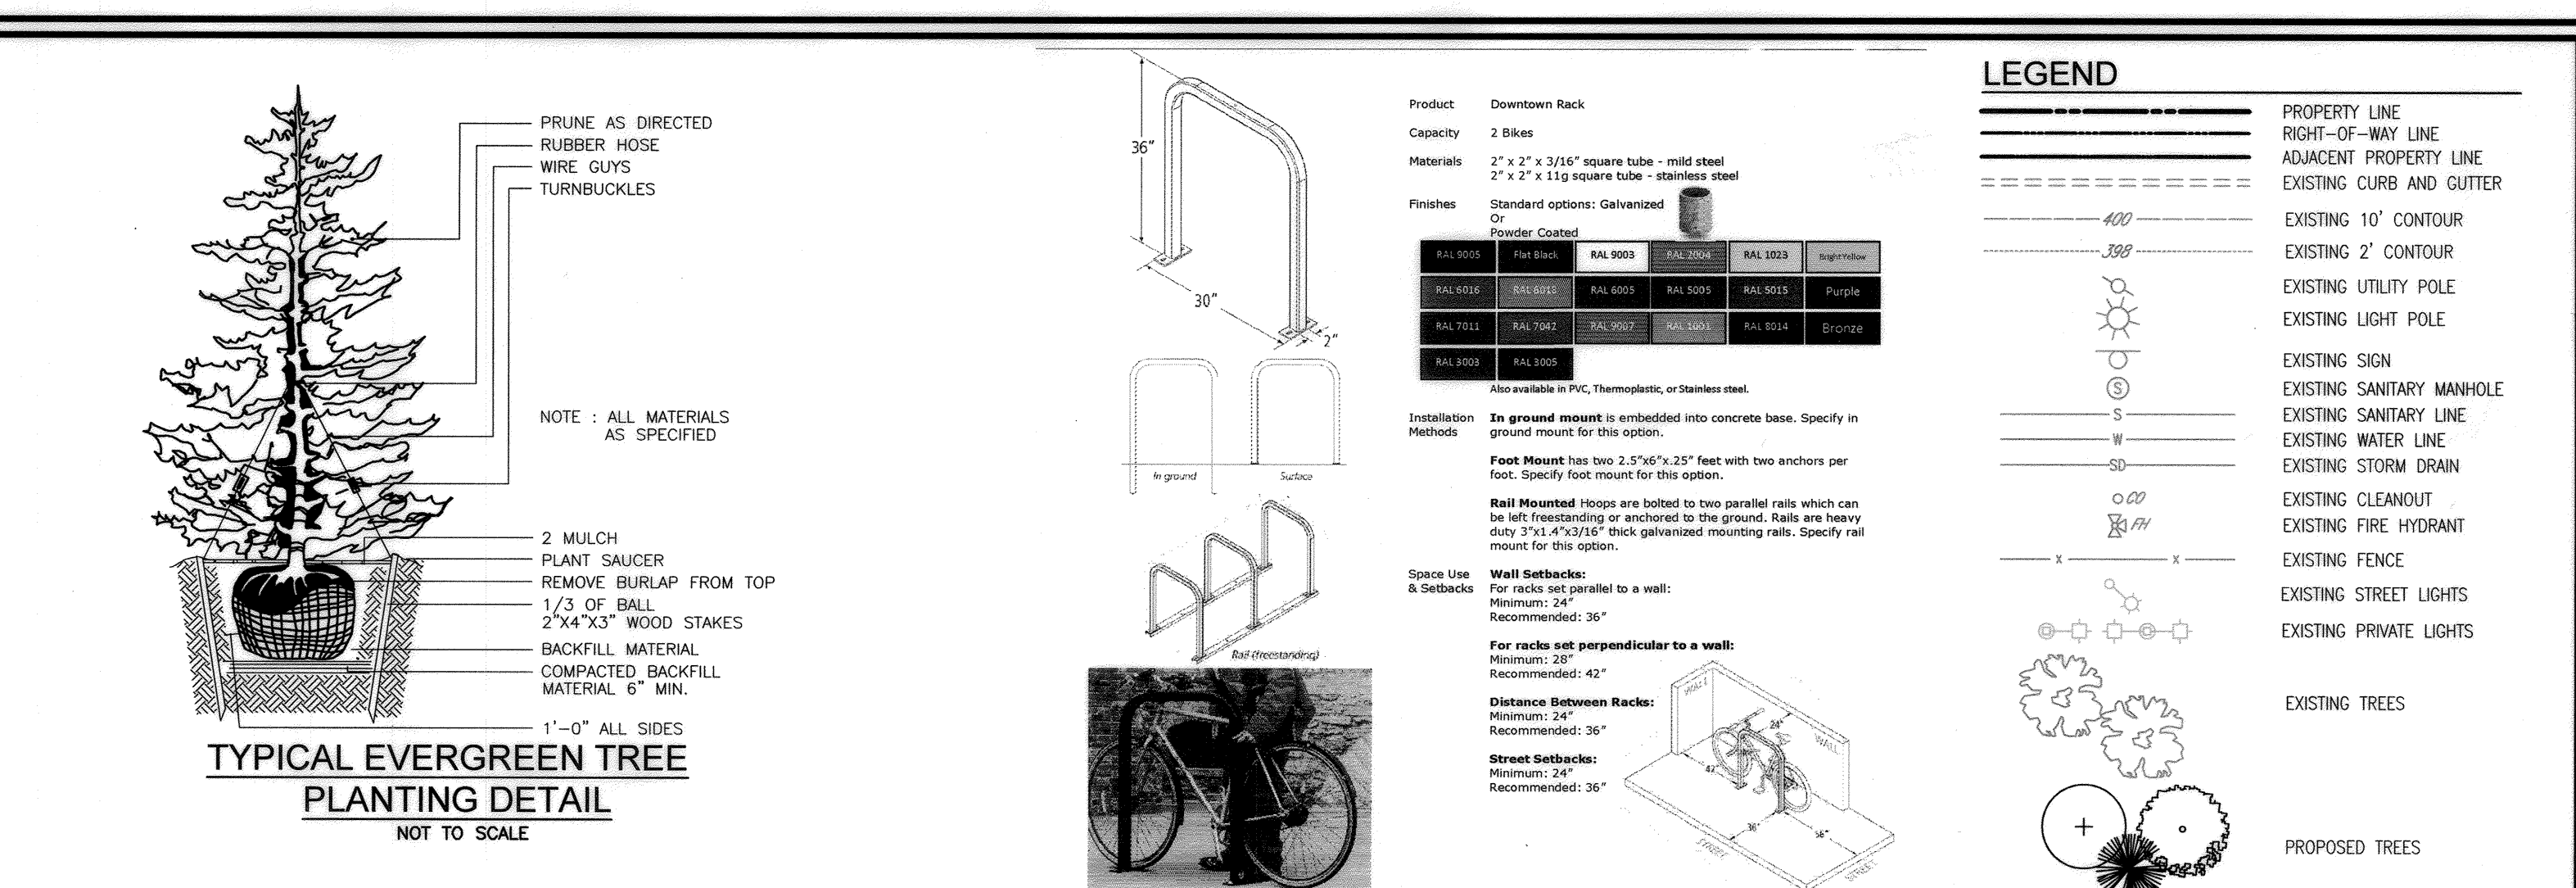 PRUNE AS DIRECTED
RUBBER HOSE
WIRE GUYS
TURNBUCKLES
NOTE : ALL MATERIALS
AS SPECIFIED
2 MULCH
PLANT SAUCER
REMOVE BURLAP FROM TOP
1/3 OF BALL
2"X4"X3" WOOD STAKES
BACKFILL MATERIAL
COMPACTED BACKFILL
MATERIAL 6" MIN.
1'-0" ALL SIDES
TYPICAL EVERGREEN TREE
PLANTING DETAIL
NOT TO SCALE
36"
30"
2"
In ground
Surface
Rail (freestanding)
Product Downtown Rack
Capacity 2 Bikes
Materials 2" x 2" x 3/16" square tube - mild steel
2" x 2" x 11g square tube - stainless steel
Finishes Standard options: Galvanized
Or
Powder Coated
RAL 9005 Flat Black RAL 9003 RAL 2004 RAL 1023 Bright Yellow
RAL 6016 RAL 6018 RAL 6005 RAL 5005 RAL 5015 Purple
RAL 7011 RAL 7042 RAL 9007 RAL 1001 RAL 8014 Bronze
RAL 3003 RAL 3005
Also available in PVC, Thermoplastic, or Stainless steel.
Installation Methods
In ground mount is embedded into concrete base. Specify in
ground mount for this option.
Foot Mount has two 2.5"x6"x.25" feet with two anchors per
foot. Specify foot mount for this option.
Rail Mounted Hoops are bolted to two parallel rails which can
be left freestanding or anchored to the ground. Rails are heavy
duty 3"x1.4"x3/16" thick galvanized mounting rails. Specify rail
mount for this option.
Space Use
& Setbacks
Wall Setbacks:
For racks set parallel to a wall:
Minimum: 24"
Recommended: 36"
For racks set perpendicular to a wall:
Minimum: 28"
Recommended: 42"
Distance Between Racks:
Minimum: 24"
Recommended: 36"
Street Setbacks:
Minimum: 24"
Recommended: 36"
WALL
WALL
24"
42"
36"
STREET
STREET
LEGEND
PROPERTY LINE
RIGHT-OF-WAY LINE
ADJACENT PROPERTY LINE
EXISTING CURB AND GUTTER
400 EXISTING 10' CONTOUR
398 EXISTING 2' CONTOUR
EXISTING UTILITY POLE
EXISTING LIGHT POLE
EXISTING SIGN
S EXISTING SANITARY MANHOLE
S EXISTING SANITARY LINE
W EXISTING WATER LINE
SD EXISTING STORM DRAIN
CO EXISTING CLEANOUT
FH EXISTING FIRE HYDRANT
x x EXISTING FENCE
EXISTING STREET LIGHTS
EXISTING PRIVATE LIGHTS
EXISTING TREES
PROPOSED TREES